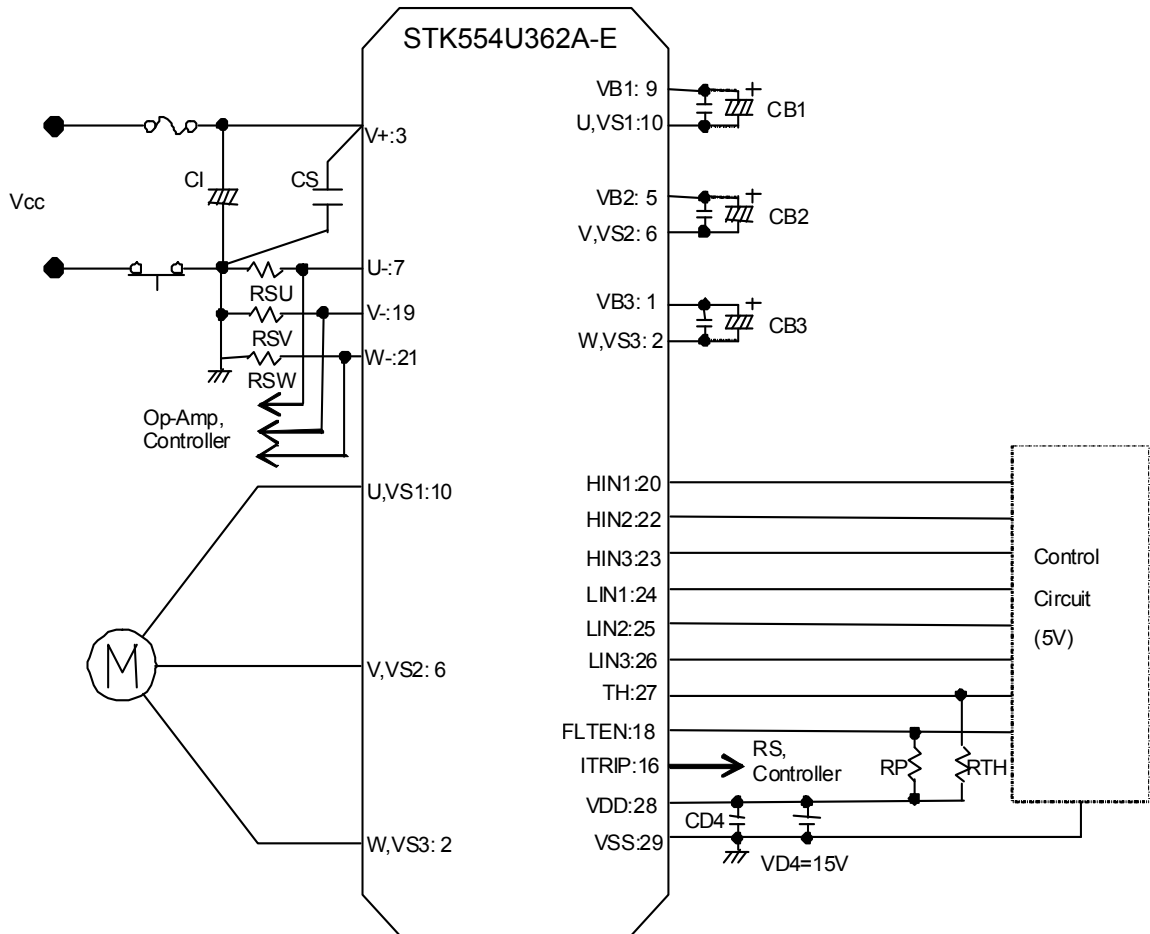 STK554U362A-E
VB1: 9
CB1
U,VS1:10
V+:3
CI
CS
Vcc
VB2: 5
CB2
V,VS2: 6
U-:7
RSU
V-:19
RSV
W-:21
RSW
VB3: 1
CB3
W,VS3: 2
Op-Amp,
Controller
U,VS1:10
V,VS2: 6
W,VS3: 2
M
HIN1:20
HIN2:22
HIN3:23
LIN1:24
LIN2:25
LIN3:26
TH:27
FLTEN:18
ITRIP:16
VDD:28
VSS:29
RS,
Controller
RP
RTH
CD4
VD4=15V
Control
Circuit
(5V)